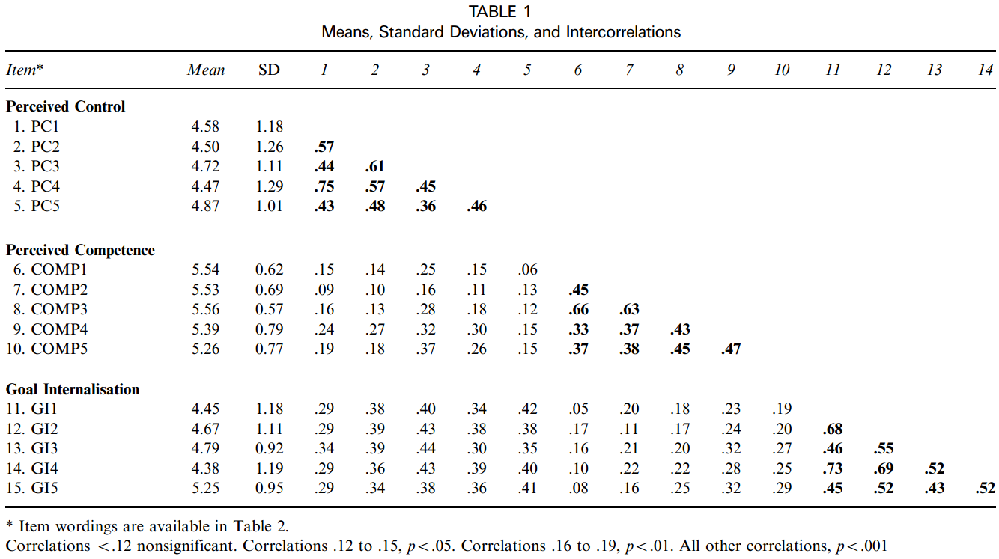 TABLE 1
Means, Standard Deviations, and Intercorrelations
Item* Mean SD 1 2 3 4 5 6 7 8 9 10 11 12 13 14
Perceived Control
1. PC1 4.58 1.18
2. PC2 4.50 1.26 .57
3. PC3 4.72 1.11 .44 .61
4. PC4 4.47 1.29 .75 .57 .45
5. PC5 4.87 1.01 .43 .48 .36 .46
Perceived Competence
6. COMP1 5.54 0.62 .15 .14 .25 .15 .06
7. COMP2 5.53 0.69 .09 .10 .16 .11 .13 .45
8. COMP3 5.56 0.57 .16 .13 .28 .18 .12 .66 .63
9. COMP4 5.39 0.79 .24 .27 .32 .30 .15 .33 .37 .43
10. COMP5 5.26 0.77 .19 .18 .37 .26 .15 .37 .38 .45 .47
Goal Internalisation
11. GI1 4.45 1.18 .29 .38 .40 .34 .42 .05 .20 .18 .23 .19
12. GI2 4.67 1.11 .29 .39 .43 .38 .38 .17 .11 .17 .24 .20 .68
13. GI3 4.79 0.92 .34 .39 .44 .30 .35 .16 .21 .20 .32 .27 .46 .55
14. GI4 4.38 1.19 .29 .36 .43 .39 .40 .10 .22 .22 .28 .25 .73 .69 .52
15. GI5 5.25 0.95 .29 .34 .38 .36 .41 .08 .16 .25 .32 .29 .45 .52 .43 .52
* Item wordings are available in Table 2.
Correlations <.12 nonsignificant. Correlations .12 to .15, p<.05. Correlations .16 to .19, p<.01. All other correlations, p<.001